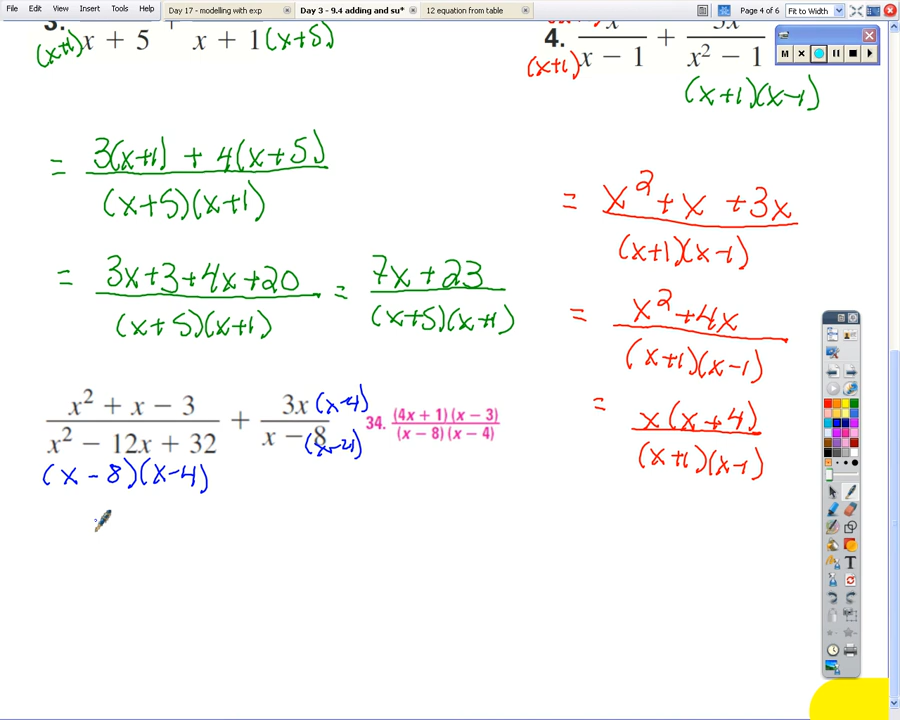 File Edit View Insert Tools Help
Day 17 - modelling with exp
Day 3 - 9.4 adding and su*
12 equation from table
Page 4 of 6
Fit to Width
M
3.
(x+1) x + 5 + x + 1 (x+5)
= 3(x+1) + 4(x+5)
(x+5)(x+1)
= 3x+3+4x+20 = 7x+23
(x+5)(x+1) (x+5)(x+1)
4. +
(x+1) x − 1 x² − 1
(x+1)(x-1)
= x² + x + 3x
(x+1)(x-1)
= x² + 4x
(x+1)(x-1)
= x(x+4)
(x+1)(x-1)
x² + x − 3 + 3x (x-4)
x² − 12x + 32 x − 8 (x-4)
(x - 8)(x-4)
34. (4x + 1)(x − 3)
(x − 8)(x − 4)